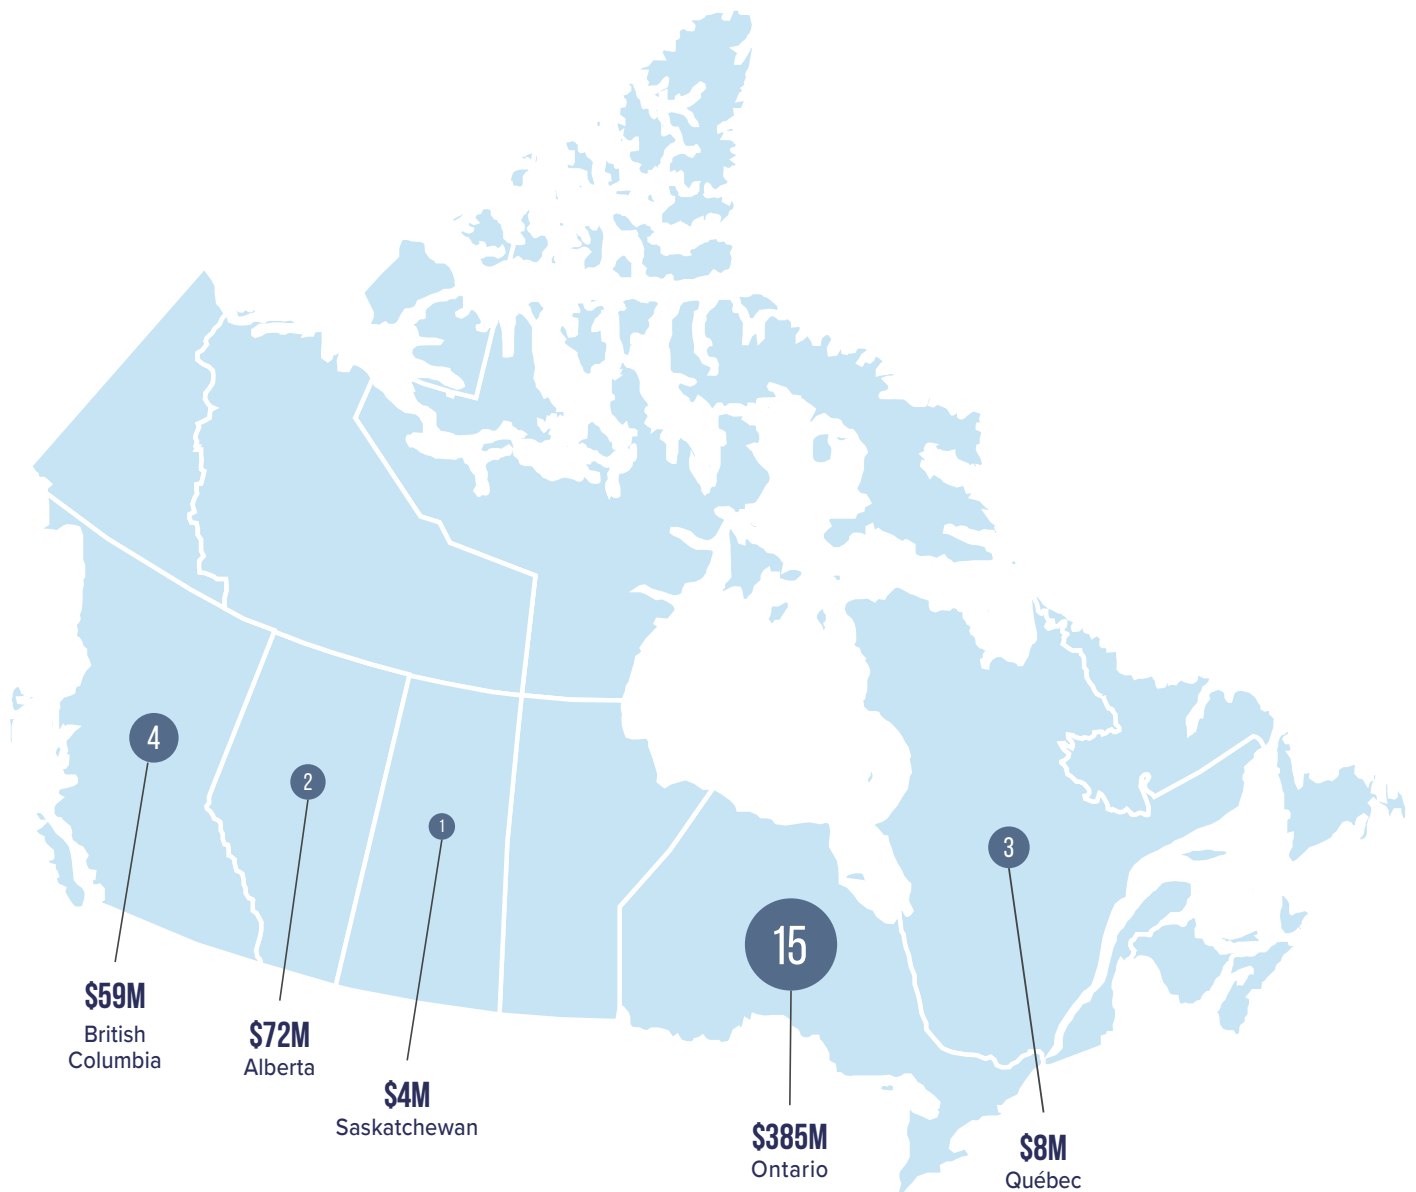 4
2
1
3
15
$59M
British
Columbia
$72M
Alberta
$4M
Saskatchewan
$385M
Ontario
$8M
Québec